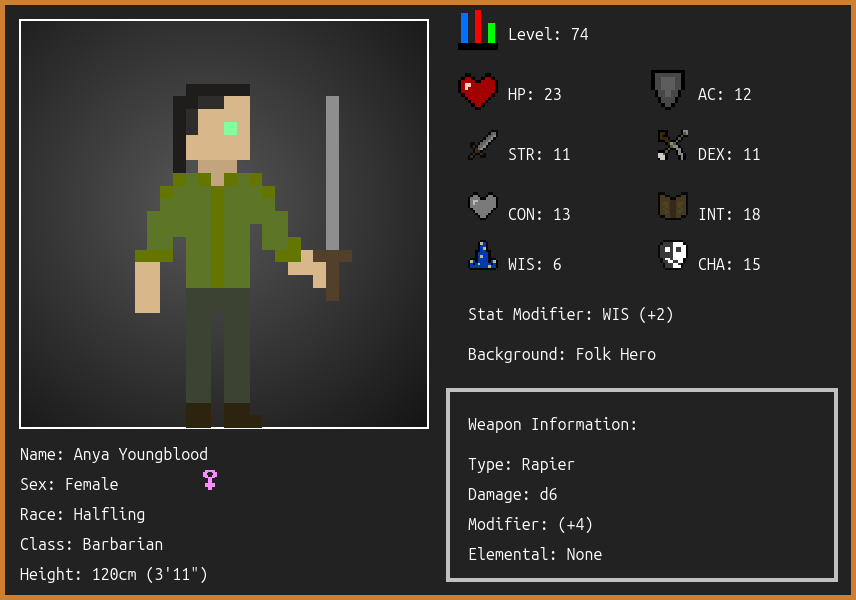 Level: 74
HP: 23
AC: 12
STR: 11
DEX: 11
CON: 13
INT: 18
WIS: 6
CHA: 15
Stat Modifier: WIS (+2)
Background: Folk Hero
Weapon Information:
Type: Rapier
Damage: d6
Modifier: (+4)
Elemental: None
Name: Anya Youngblood
Sex: Female
Race: Halfling
Class: Barbarian
Height: 120cm (3'11")